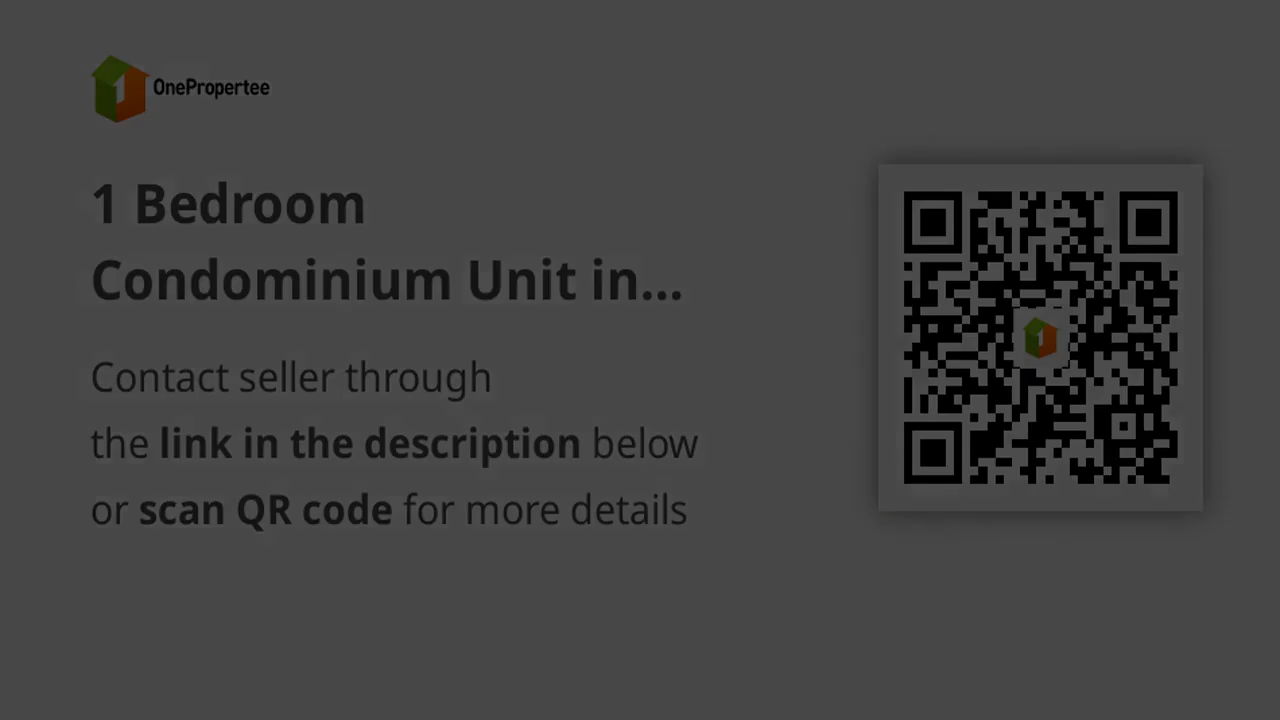 OnePropertee
1 Bedroom
Condominium Unit in...
Contact seller through
the link in the description below
or scan QR code for more details